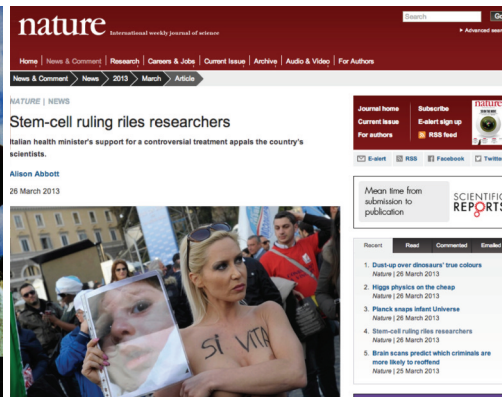 nature International weekly journal of science
Search
Advanced
Home | News & Comment | Research | Careers & Jobs | Current Issue | Archive | Audio & Video | For Authors
News & Comment News 2013 March Article
NATURE | NEWS
Stem-cell ruling riles researchers
Italian health minister's support for a controversial treatment appals the country's
scientists.
Alison Abbott
26 March 2013
SI VITA
Journal home
Current issue
For authors
Subscribe
E-alert sign up
RSS feed
nature
E-alert RSS Facebook
Mean time from
submission to
publication
SCIENTIFIC
REPORTS
Recent Read Commented Emailed
1. Dust-up over dinosaurs' true colours
Nature | 26 March 2013
2. Higgs physics on the cheap
Nature | 26 March 2013
3. Planck snaps infant Universe
Nature | 26 March 2013
4. Stem-cell ruling riles researchers
Nature | 26 March 2013
5. Brain scans predict which criminals are
more likely to reoffend
Nature | 25 March 2013